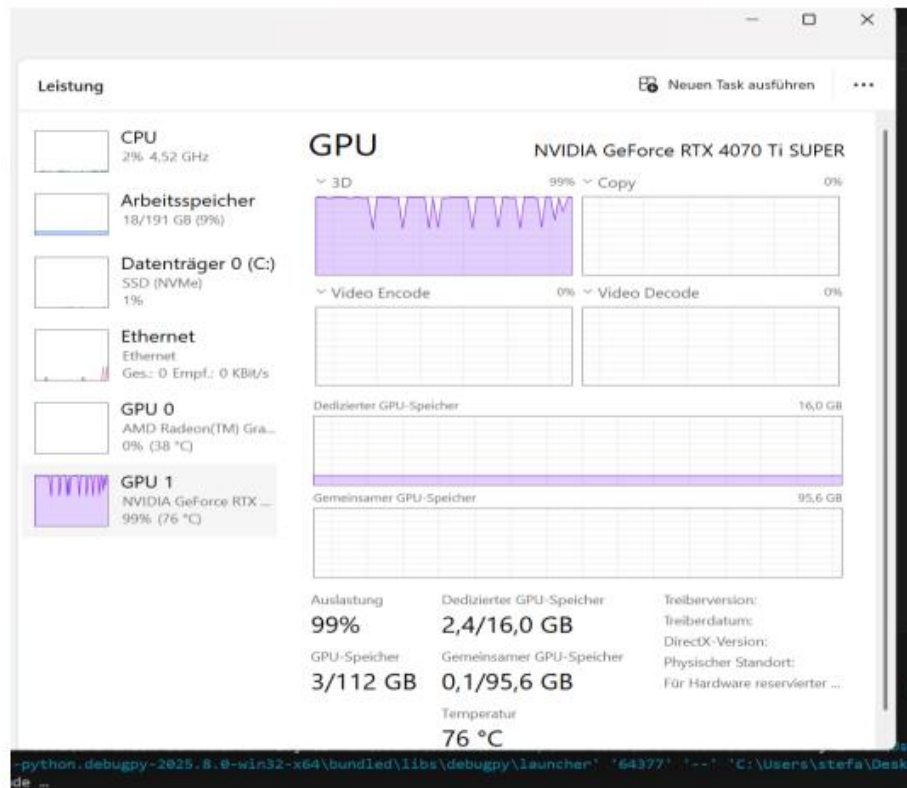 Leistung
Neuen Task ausführen
CPU
2% 4,52 GHz
Arbeitsspeicher
18/191 GB (9%)
Datenträger 0 (C:)
SSD (NVMe)
1%
Ethernet
Ethernet
Ges.: 0 Empf.: 0 KBit/s
GPU 0
AMD Radeon(TM) Gra...
0% (38 °C)
GPU 1
NVIDIA GeForce RTX ...
99% (76 °C)
GPU
NVIDIA GeForce RTX 4070 Ti SUPER
3D 99% Copy 0%
Video Encode 0% Video Decode 0%
Dedizierter GPU-Speicher 16,0 GB
Gemeinsamer GPU-Speicher 95,6 GB
Auslastung
99%
Dedizierter GPU-Speicher
2,4/16,0 GB
GPU-Speicher
3/112 GB
Gemeinsamer GPU-Speicher
0,1/95,6 GB
Temperatur
76 °C
Treiberversion:
Treiberdatum:
DirectX-Version:
Physischer Standort:
Für Hardware reservierter ...
-python.debugpy-2025.8.0-win32-x64\bundled\libs\debugpy\launcher' '64377' '--' 'C:\Users\stefa\Desk
de …